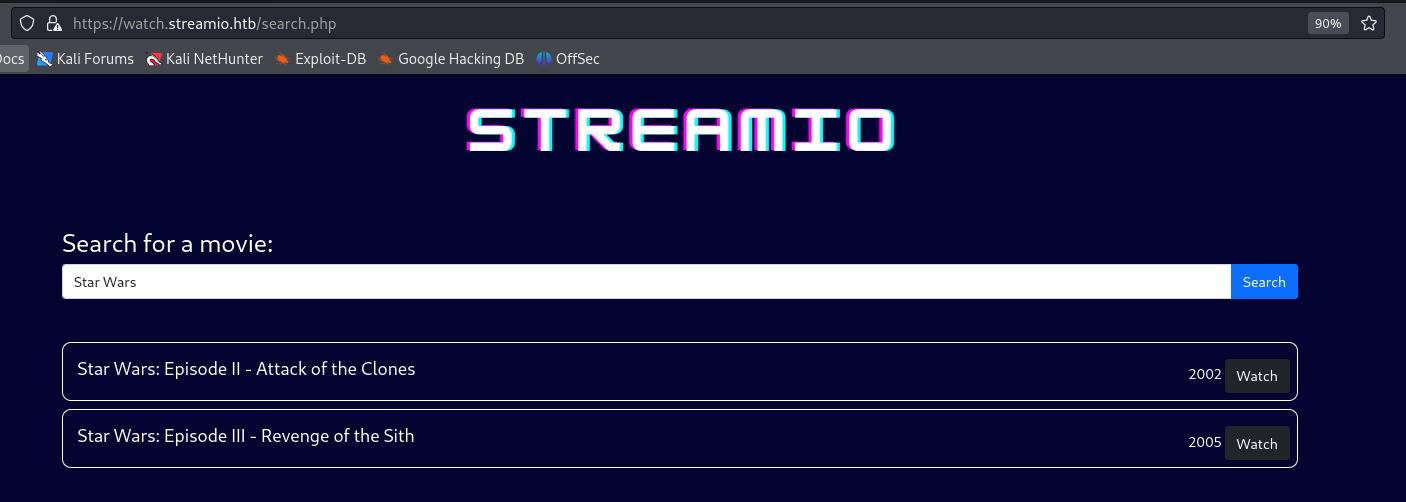 https://watch.streamio.htb/search.php 90%
Docs Kali Forums Kali NetHunter Exploit-DB Google Hacking DB OffSec
STREAMIO
Search for a movie:
Star Wars Search
Star Wars: Episode II - Attack of the Clones 2002 Watch
Star Wars: Episode III - Revenge of the Sith 2005 Watch